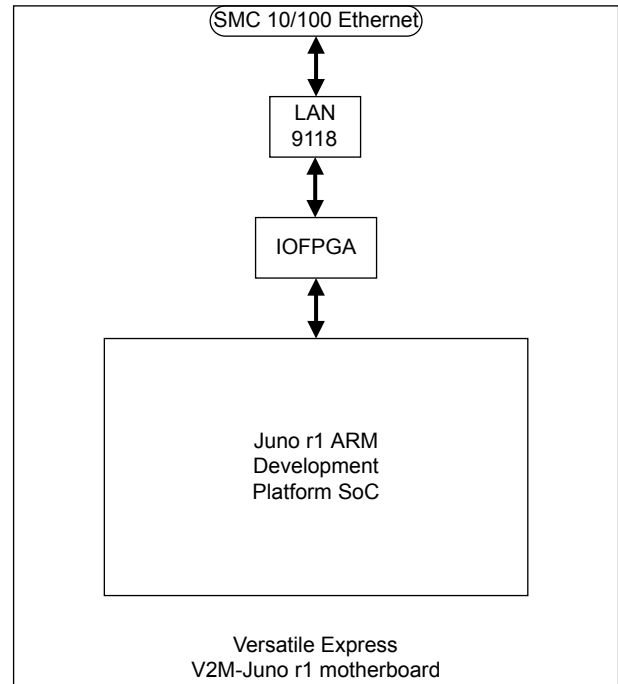 SMC 10/100 Ethernet
LAN
9118
IOFPGA
Juno r1 ARM
Development
Platform SoC
Versatile Express
V2M-Juno r1 motherboard